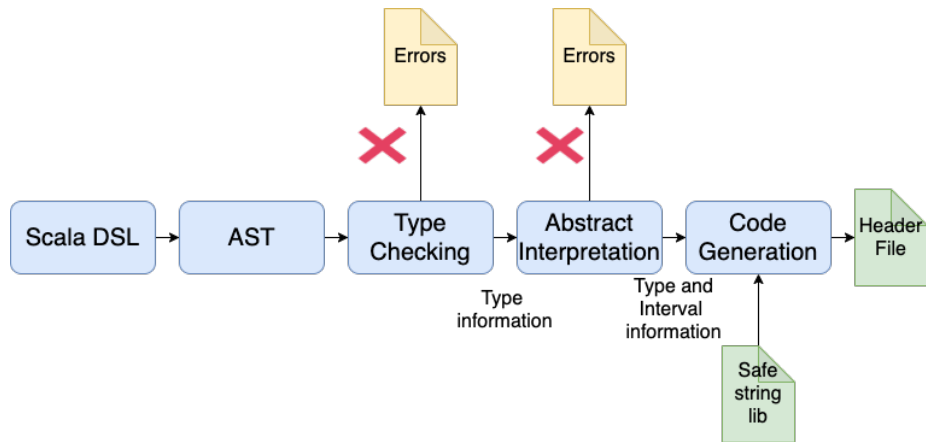 Errors
Errors
Scala DSL
AST
Type
Checking
Abstract
Interpretation
Code
Generation
Header
File
Type
information
Type and
Interval
information
Safe
string
lib